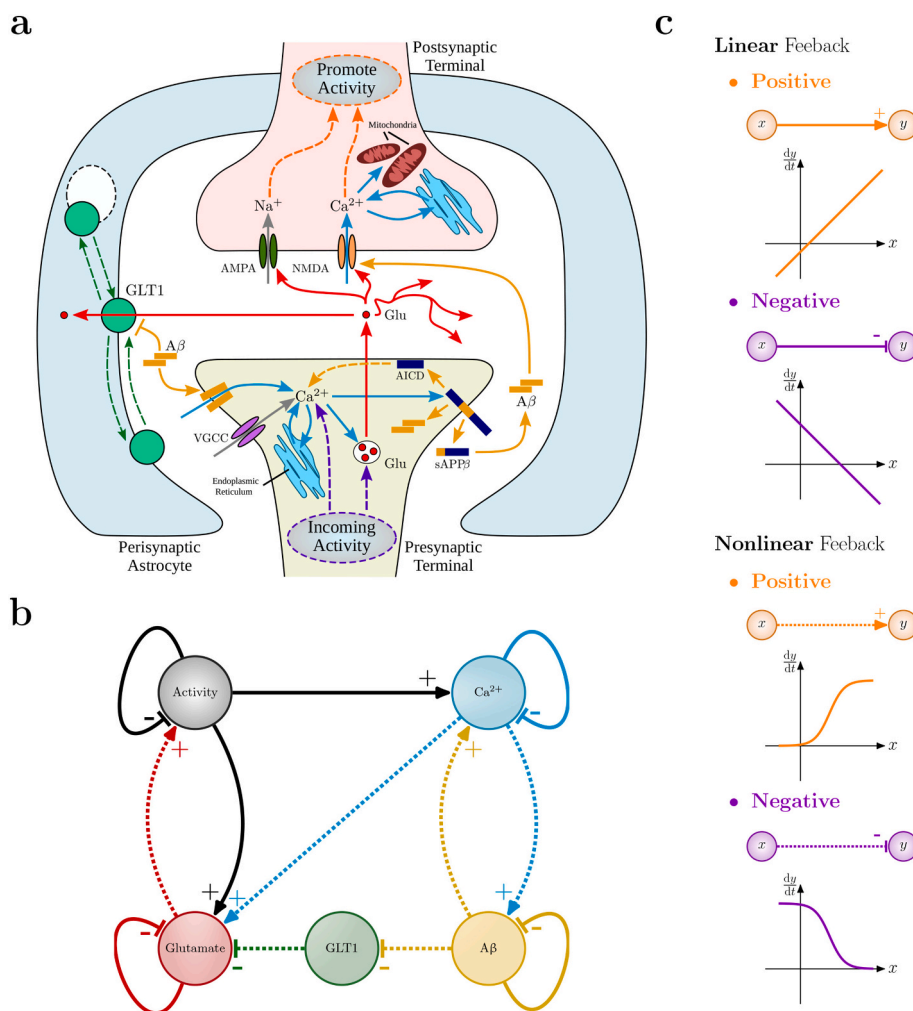 a
Postsynaptic
Terminal
Promote
Activity
Mitochondria
Na⁺
Ca²⁺
AMPA
NMDA
GLT1
Glu
Aβ
AICD
Ca²⁺
Aβ
VGCC
Glu
sAPPβ
Endoplasmic
Reticulum
Incoming
Activity
Perisynaptic
Astrocyte
Presynaptic
Terminal
b
Activity
+
Ca²⁺
-
-
+
+
+
+
+
Glutamate
-
-
GLT1
-
Aβ
-
c
Linear Feeback
• Positive
x
+
y
dy
dt
x
• Negative
x
-
y
dy
dt
x
Nonlinear Feeback
• Positive
x
+
y
dy
dt
x
• Negative
x
-
y
dy
dt
x